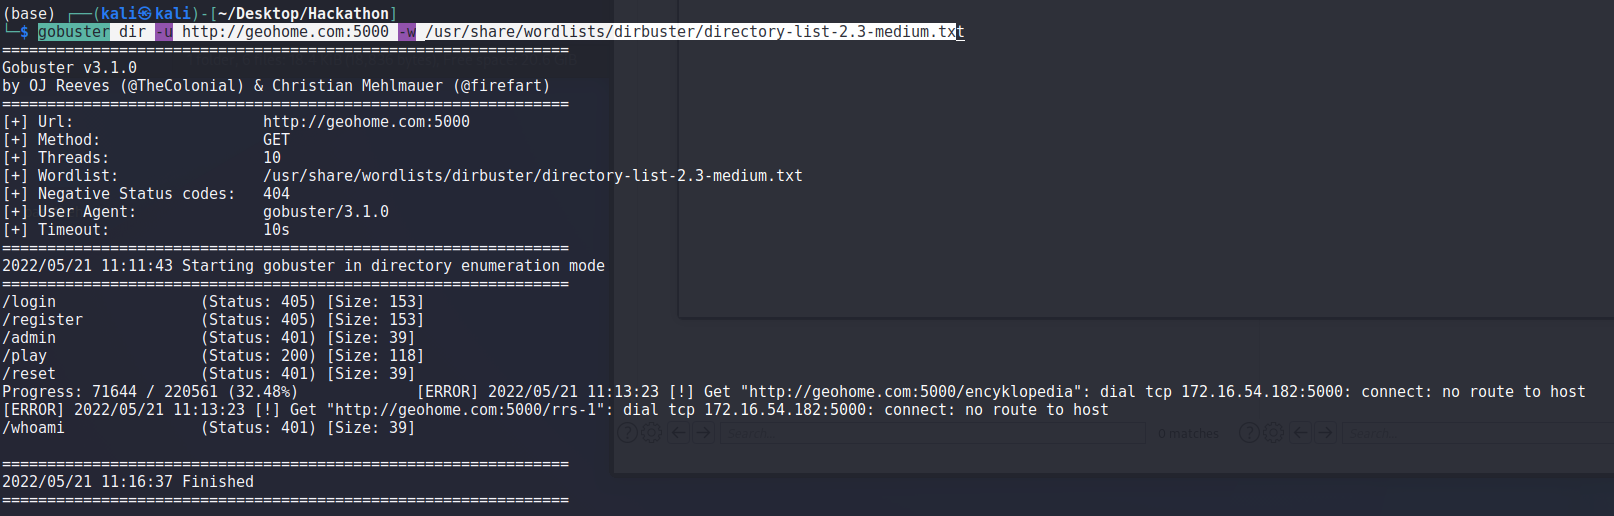 (base) ┌──(kali㉿kali)-[~/Desktop/Hackathon]
└─$ gobuster dir -u http://geohome.com:5000 -w /usr/share/wordlists/dirbuster/directory-list-2.3-medium.txt
===============================================================
Gobuster v3.1.0
by OJ Reeves (@TheColonial) & Christian Mehlmauer (@firefart)
===============================================================
[+] Url:                     http://geohome.com:5000
[+] Method:                  GET
[+] Threads:                 10
[+] Wordlist:                /usr/share/wordlists/dirbuster/directory-list-2.3-medium.txt
[+] Negative Status codes:   404
[+] User Agent:              gobuster/3.1.0
[+] Timeout:                 10s
===============================================================
2022/05/21 11:11:43 Starting gobuster in directory enumeration mode
===============================================================
/login                (Status: 405) [Size: 153]
/register             (Status: 405) [Size: 153]
/admin                (Status: 401) [Size: 39]
/play                 (Status: 200) [Size: 118]
/reset                (Status: 401) [Size: 39]
Progress: 71644 / 220561 (32.48%)             [ERROR] 2022/05/21 11:13:23 [!] Get "http://geohome.com:5000/encyklopedia": dial tcp 172.16.54.182:5000: connect: no route to host
[ERROR] 2022/05/21 11:13:23 [!] Get "http://geohome.com:5000/rrs-1": dial tcp 172.16.54.182:5000: connect: no route to host
/whoami               (Status: 401) [Size: 39]
Search... 0 matches Search...
===============================================================
2022/05/21 11:16:37 Finished
===============================================================